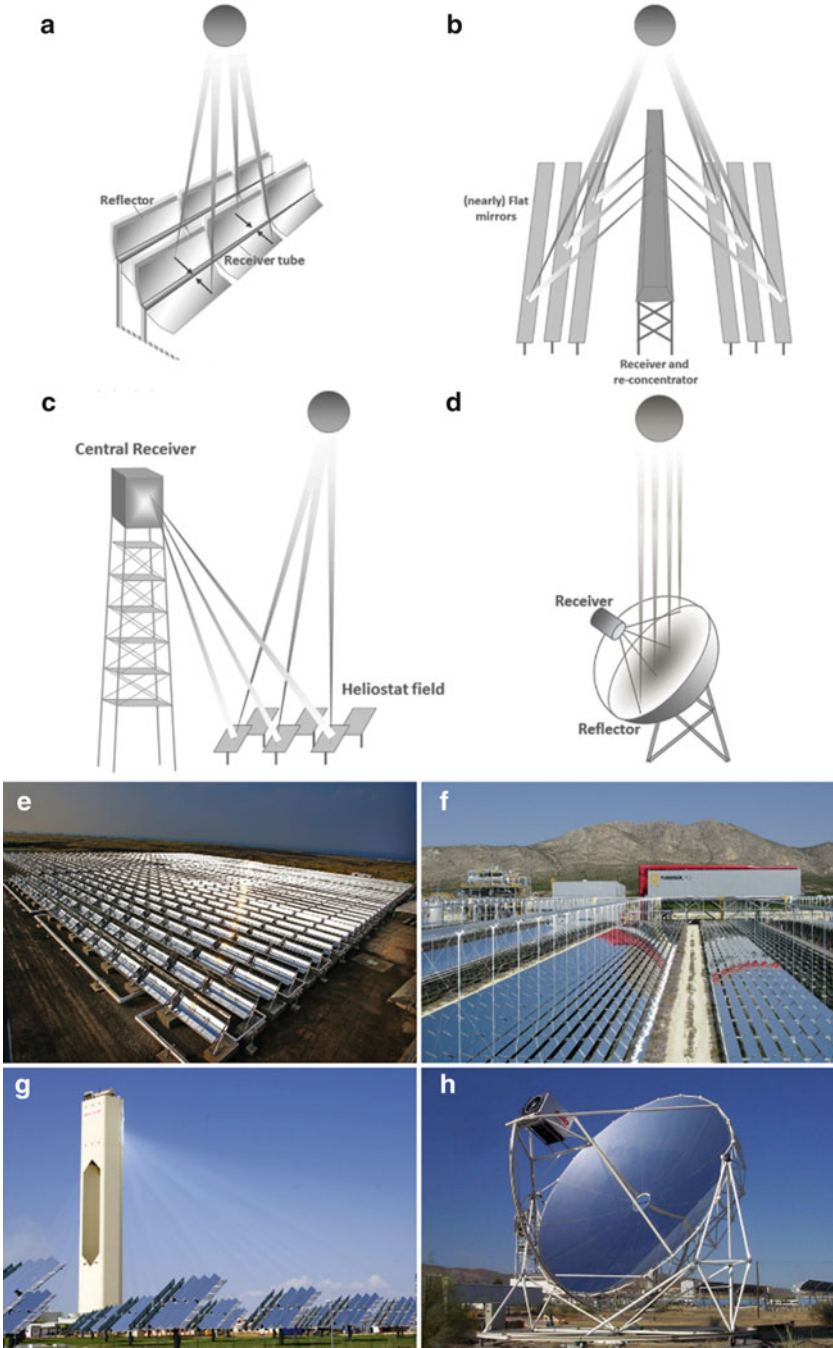 a
b
Reflector
Receiver tube
(nearly) Flat
mirrors
Receiver and
re-concentrator
c
d
Central Receiver
Heliostat field
Receiver
Reflector
e
f
g
h